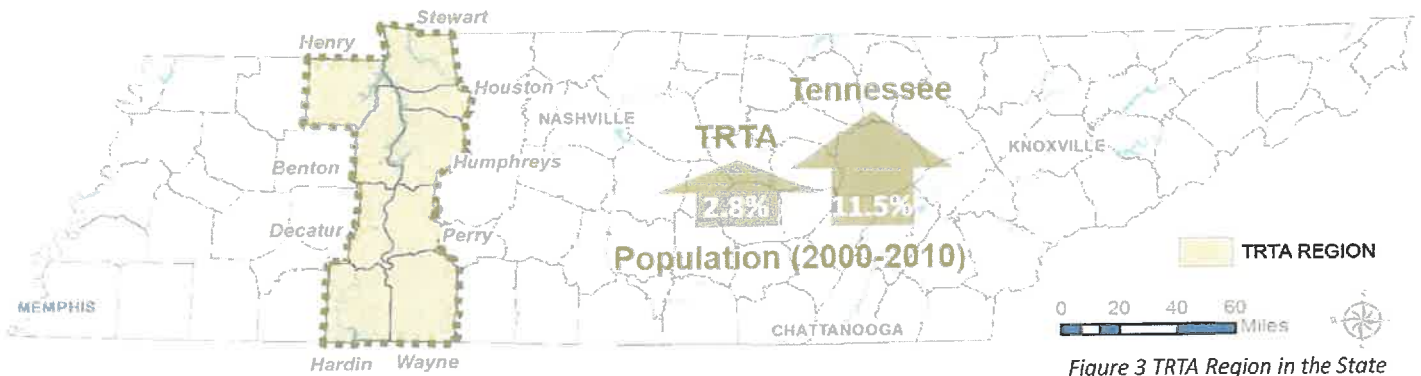 Stewart
Henry
Houston
Tennessee
NASHVILLE
TRTA
KNOXVILLE
Benton
Humphreys
2.8%
11.5%
Decatur
Perry
Population (2000-2010)
TRTA REGION
MEMPHIS
0 20 40 60
Miles
CHATTANOOGA
Hardin Wayne
Figure 3 TRTA Region in the State